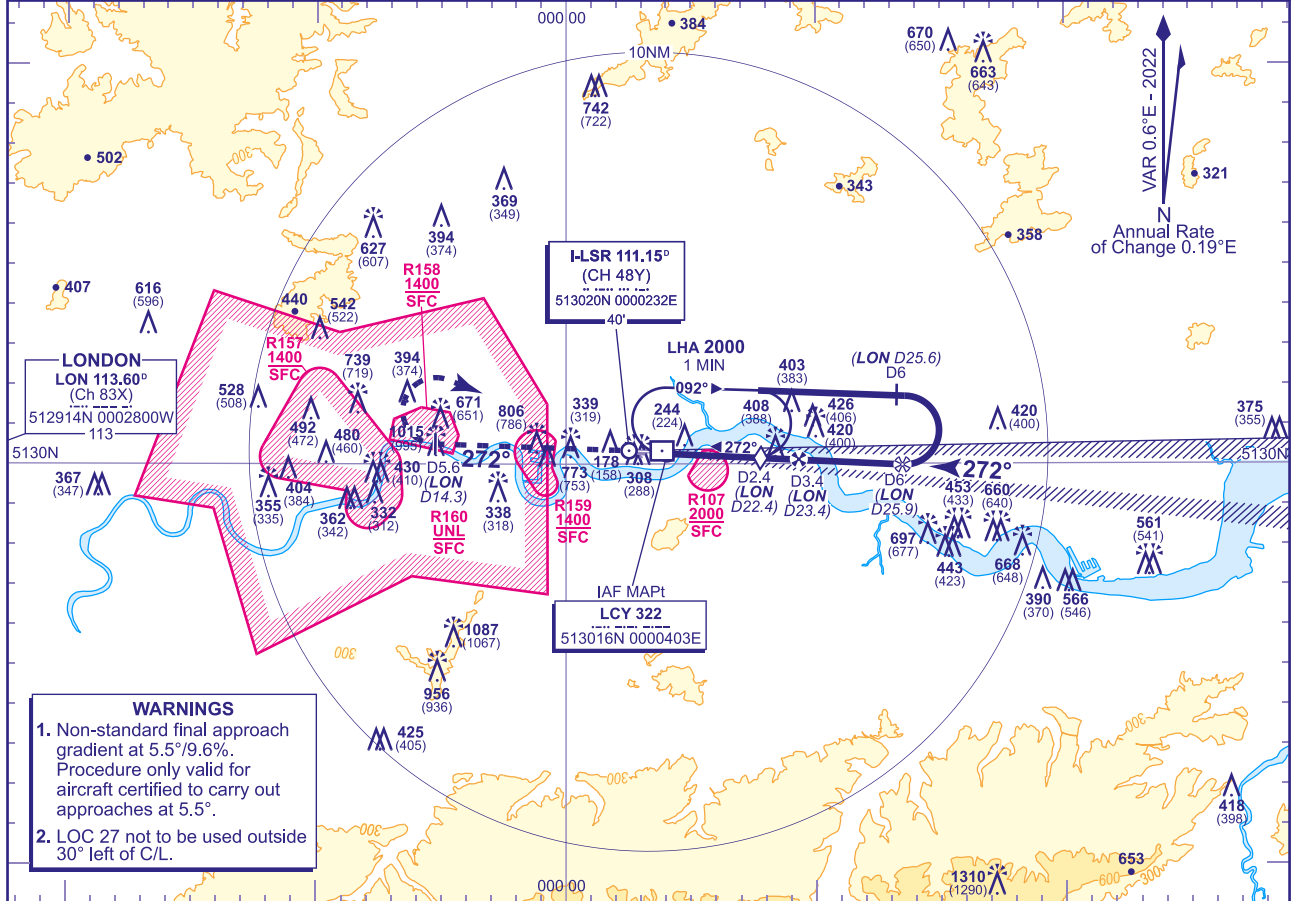 000 00
10NM
384
670
(650)
663
(643)
742
(722)
VAR 0.6°E - 2022
N
Annual Rate
of Change 0.19°E
502
300
369
(349)
343
321
627
(607)
394
(374)
358
407
616
(596)
440
542
(522)
R158
1400
SFC
I-LSR 111.15D
(CH 48Y)
513020N 0000232E
40'
R157
1400
SFC
LONDON
LON 113.60D
(Ch 83X)
512914N 0002800W
113
739
(719)
394
(374)
LHA 2000
1 MIN
092°
403
(383)
(LON D25.6)
D6
528
(508)
671
(651)
806
(786)
339
(319)
244
(224)
408
(388)
426
(406)
420
(400)
420
(400)
375
(355)
492
(472)
480
(460)
1015
(995)
272°
272°
272°
5130N
5130N
367
(347)
404
(384)
430
(410)
D5.6
(LON
D14.3)
773
(753)
178
(158)
308
(288)
D2.4
(LON
D22.4)
D3.4
(LON
D23.4)
D6
(LON
D25.9)
453
(433)
660
(640)
355
(335)
362
(342)
332
(312)
338
(318)
R160
UNL
SFC
R159
1400
SFC
R107
2000
SFC
697
(677)
443
(423)
668
(648)
561
(541)
390
(370)
566
(546)
IAF MAPt
LCY 322
513016N 0000403E
1087
(1067)
300
956
(936)
425
(405)
WARNINGS
1. Non-standard final approach
gradient at 5.5°/9.6%.
Procedure only valid for
aircraft certified to carry out
approaches at 5.5°.
2. LOC 27 not to be used outside
30° left of C/L.
300
300
300
418
(398)
653
600
300
1310
(1290)
000 00